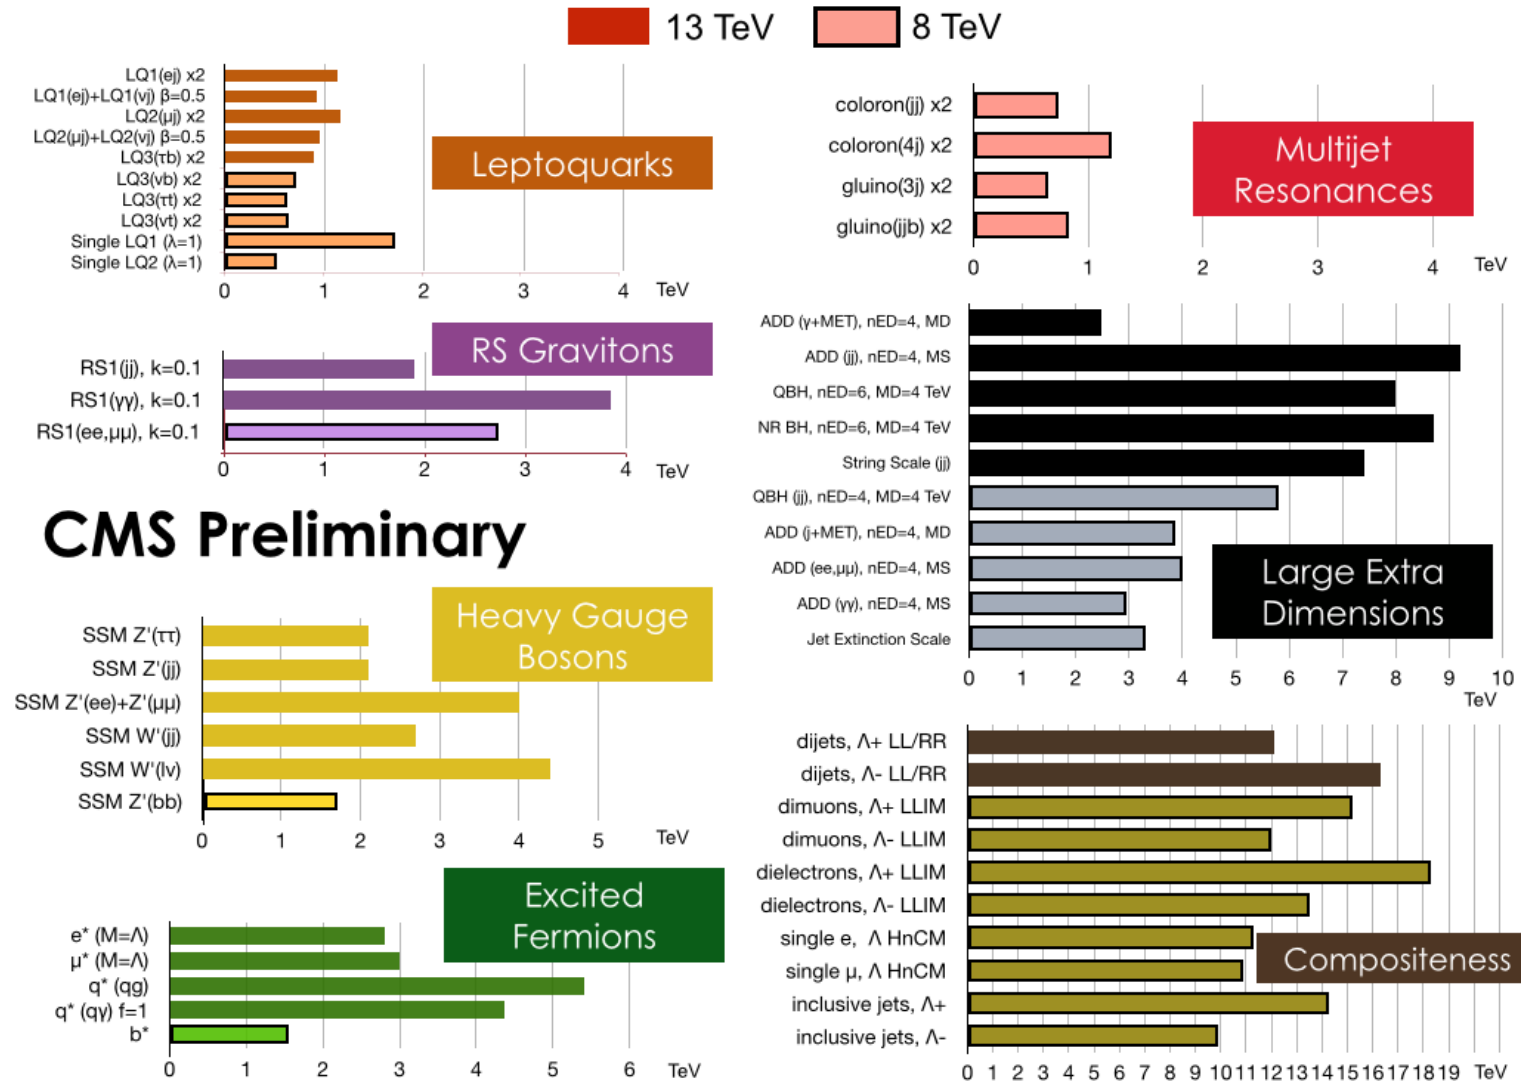 13 TeV 8 TeV
LQ1(ej) x2
LQ1(ej)+LQ1(νj) β=0.5
LQ2(μj) x2
LQ2(μj)+LQ2(νj) β=0.5
LQ3(τb) x2
LQ3(νb) x2
LQ3(τt) x2
LQ3(νt) x2
Single LQ1 (λ=1)
Single LQ2 (λ=1)
0 1 2 3 4 TeV
Leptoquarks
RS1(jj), k=0.1
RS1(γγ), k=0.1
RS1(ee,μμ), k=0.1
0 1 2 3 4 TeV
RS Gravitons
CMS Preliminary
SSM Z'(ττ)
SSM Z'(jj)
SSM Z'(ee)+Z'(μμ)
SSM W'(jj)
SSM W'(lν)
SSM Z'(bb)
0 1 2 3 4 5 TeV
Heavy Gauge
Bosons
e* (M=Λ)
μ* (M=Λ)
q* (qg)
q* (qγ) f=1
b*
0 1 2 3 4 5 6 TeV
Excited
Fermions
coloron(jj) x2
coloron(4j) x2
gluino(3j) x2
gluino(jjb) x2
0 1 2 3 4 TeV
Multijet
Resonances
ADD (γ+MET), nED=4, MD
ADD (jj), nED=4, MS
QBH, nED=6, MD=4 TeV
NR BH, nED=6, MD=4 TeV
String Scale (jj)
QBH (jj), nED=4, MD=4 TeV
ADD (j+MET), nED=4, MD
ADD (ee,μμ), nED=4, MS
ADD (γγ), nED=4, MS
Jet Extinction Scale
0 1 2 3 4 5 6 7 8 9 10
TeV
Large Extra
Dimensions
dijets, Λ+ LL/RR
dijets, Λ- LL/RR
dimuons, Λ+ LLIM
dimuons, Λ- LLIM
dielectrons, Λ+ LLIM
dielectrons, Λ- LLIM
single e, Λ HnCM
single μ, Λ HnCM
inclusive jets, Λ+
inclusive jets, Λ-
0 1 2 3 4 5 6 7 8 9 10 11 12 13 14 15 16 17 18 19 TeV
Compositeness